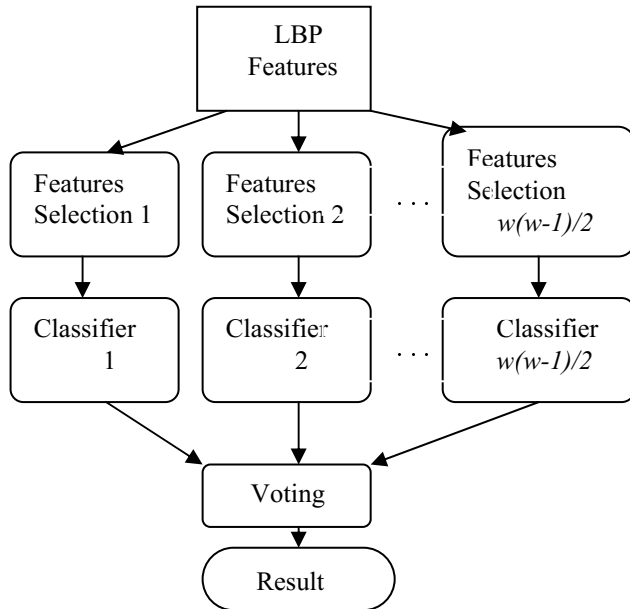 LBP
Features
Features
Selection 1
Features
Selection 2
. . .
Features
Selection
w(w-1)/2
Classifier
1
Classifier
2
. . .
Classifier
w(w-1)/2
Voting
Result